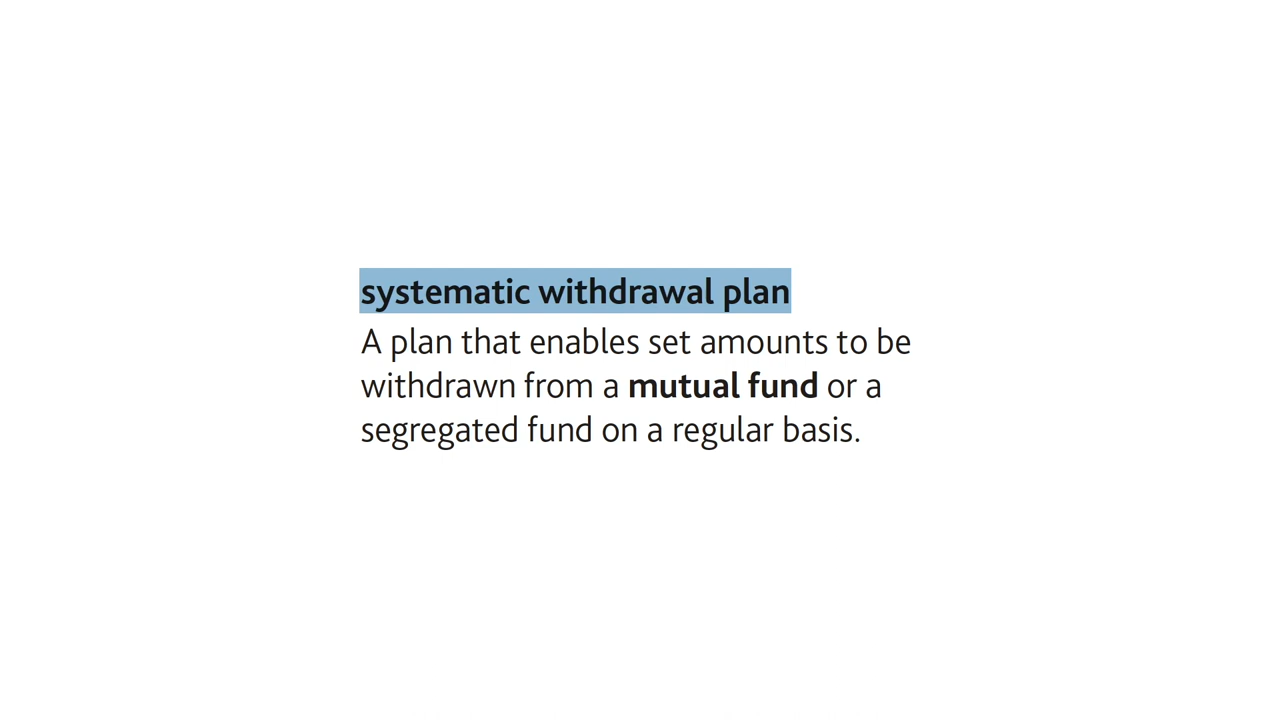 systematic withdrawal plan
A plan that enables set amounts to be
withdrawn from a mutual fund or a
segregated fund on a regular basis.